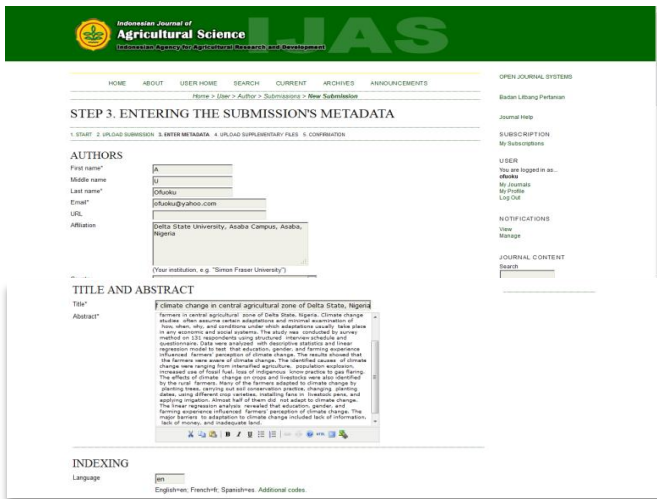 Indonesian Journal of
Agricultural Science
Indonesian Agency for Agricultural Research and Development
IJAS
HOME ABOUT USER HOME SEARCH CURRENT ARCHIVES ANNOUNCEMENTS
Home > User > Author > Submissions > New Submission
STEP 3. ENTERING THE SUBMISSION'S METADATA
1. START 2. UPLOAD SUBMISSION 3. ENTER METADATA 4. UPLOAD SUPPLEMENTARY FILES 5. CONFIRMATION
AUTHORS
First name* A
Middle name U
Last name* Ofuoku
Email* ofuoku@yahoo.com
URL
Affiliation Delta State University, Asaba Campus, Asaba,
Nigeria
(Your institution, e.g. "Simon Fraser University")
TITLE AND ABSTRACT
Title* f climate change in central agricultural zone of Delta State, Nigeria
Abstract* farmers in central agricultural zone of Delta State, Nigeria. Climate change
studies often assume certain adaptations and minimal examination of
how, when, why, and conditions under which adaptations usually take place
in any economic and social systems. The study was conducted by survey
method on 131 respondents using structured interview schedule and
questionnaire. Data were analyzed with descriptive statistics and linear
regression model to test that education, gender, and farming experience
influenced farmers' perception of climate change. The results showed that
the farmers were aware of climate change. The identified causes of climate
change were ranging from intensified agriculture, population explosion,
increased use of fossil fuel, loss of indigenous know practice to gas flaring.
The effects of climate change on crops and livestocks were also identified
by the rural farmers. Many of the farmers adapted to climate change by
planting trees, carrying out soil conservation practice, changing planting
dates, using different crop varieties, installing fans in livestock pens, and
applying irrigation. Almost half of them did not adapt to climate change.
The linear regression analysis revealed that education, gender, and
farming experience influenced farmers' perception of climate change. The
major barriers to adaptation to climate change included lack of information,
lack of money, and inadequate land.
B I U HTML
INDEXING
Language en
English=en; French=fr; Spanish=es. Additional codes.
OPEN JOURNAL SYSTEMS
Badan Litbang Pertanian
Journal Help
SUBSCRIPTION
My Subscriptions
USER
You are logged in as...
ofuoku
My Journals
My Profile
Log Out
NOTIFICATIONS
View
Manage
JOURNAL CONTENT
Search